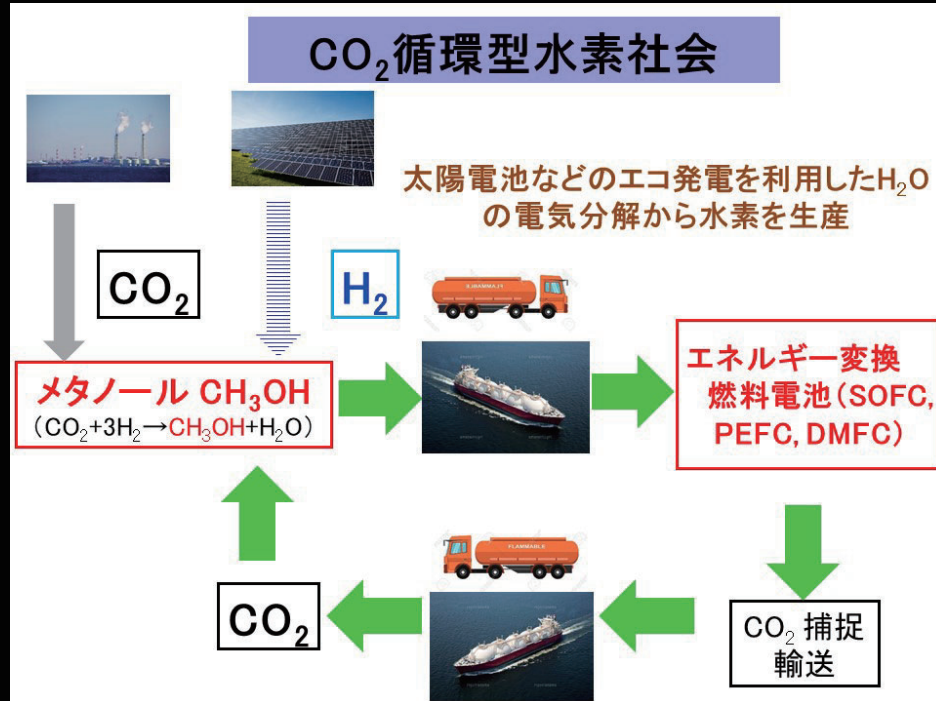 CO₂循環型水素社会
太陽電池などのエコ発電を利用したH₂O
の電気分解から水素を生産
CO₂
H₂
FLAMMABLE
メタノール CH₃OH
(CO₂+3H₂→CH₃OH+H₂O)
エネルギー変換
燃料電池(SOFC,
PEFC, DMFC)
FLAMMABLE
CO₂
CO₂ 捕捉
輸送